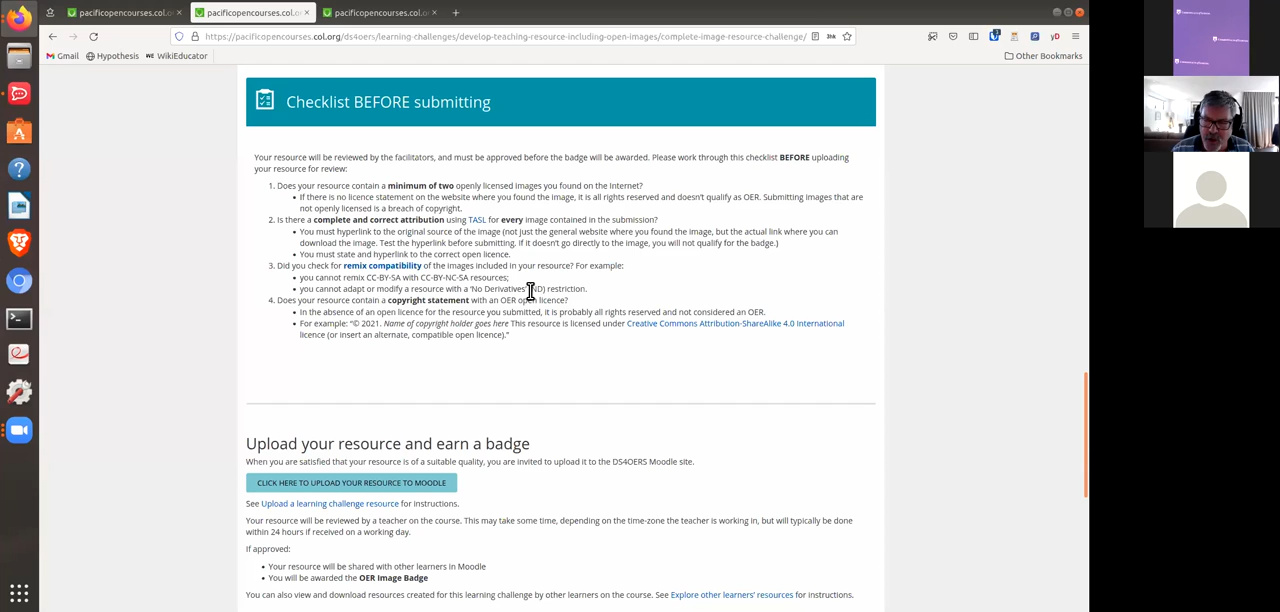 pacificopencourses.col.org
pacificopencourses.col.org
pacificopencourses.col.org
https://pacificopencourses.col.org/ds4oers/learning-challenges/develop-teaching-resource-including-open-images/complete-image-resource-challenge/
Gmail
Hypothesis
WE WikiEducator
Other Bookmarks
Checklist BEFORE submitting
Your resource will be reviewed by the facilitators, and must be approved before the badge will be awarded. Please work through this checklist BEFORE uploading
your resource for review:
1. Does your resource contain a minimum of two openly licensed images you found on the Internet?
• If there is no licence statement on the website where you found the image, it is all rights reserved and doesn't qualify as OER. Submitting images that are
not openly licensed is a breach of copyright.
2. Is there a complete and correct attribution using TASL for every image contained in the submission?
• You must hyperlink to the original source of the image (not just the general website where you found the image, but the actual link where you can
download the image. Test the hyperlink before submitting. If it doesn't go directly to the image, you will not qualify for the badge.)
• You must state and hyperlink to the correct open licence.
3. Did you check for remix compatibility of the images included in your resource? For example:
• you cannot remix CC-BY-SA with CC-BY-NC-SA resources;
• you cannot adapt or modify a resource with a 'No Derivatives' (ND) restriction.
4. Does your resource contain a copyright statement with an OER open licence?
• In the absence of an open licence for the resource you submitted, it is probably all rights reserved and not considered an OER.
• For example: "© 2021. Name of copyright holder goes here This resource is licensed under Creative Commons Attribution-ShareAlike 4.0 International
licence (or insert an alternate, compatible open licence)."
Upload your resource and earn a badge
When you are satisfied that your resource is of a suitable quality, you are invited to upload it to the DS4OERS Moodle site.
CLICK HERE TO UPLOAD YOUR RESOURCE TO MOODLE
See Upload a learning challenge resource for instructions.
Your resource will be reviewed by a teacher on the course. This may take some time, depending on the time-zone the teacher is working in, but will typically be done
within 24 hours if received on a working day.
If approved:
• Your resource will be shared with other learners in Moodle
• You will be awarded the OER Image Badge
You can also view and download resources created for this learning challenge by other learners on the course. See Explore other learners' resources for instructions.